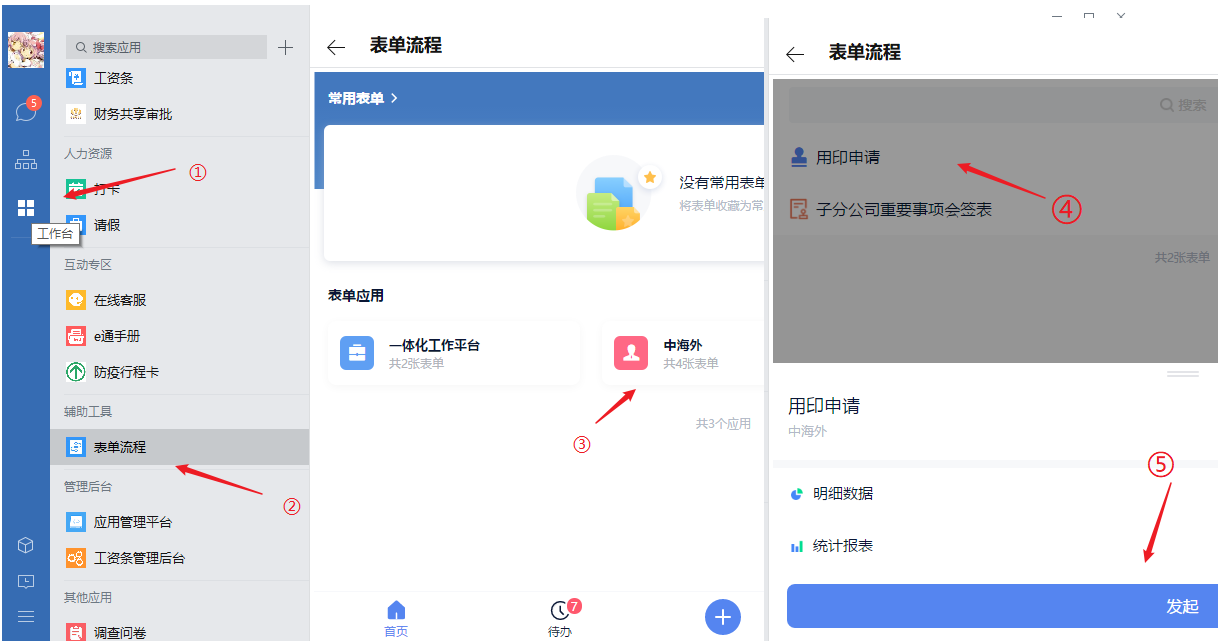 5
工作台
搜索应用
工资条
财务共享审批
人力资源
打卡
①
请假
互动专区
在线客服
e通手册
防疫行程卡
辅助工具
表单流程
②
管理后台
应用管理平台
工资条管理后台
其他应用
调查问卷
表单流程
常用表单
没有常用表单
将表单收藏为常
表单应用
一体化工作平台
共2张表单
中海外
共4张表单
③
共3个应用
首页
7
待办
表单流程
搜索
用印申请
④
子分公司重要事项会签表
共2张表单
用印申请
中海外
⑤
明细数据
统计报表
发起